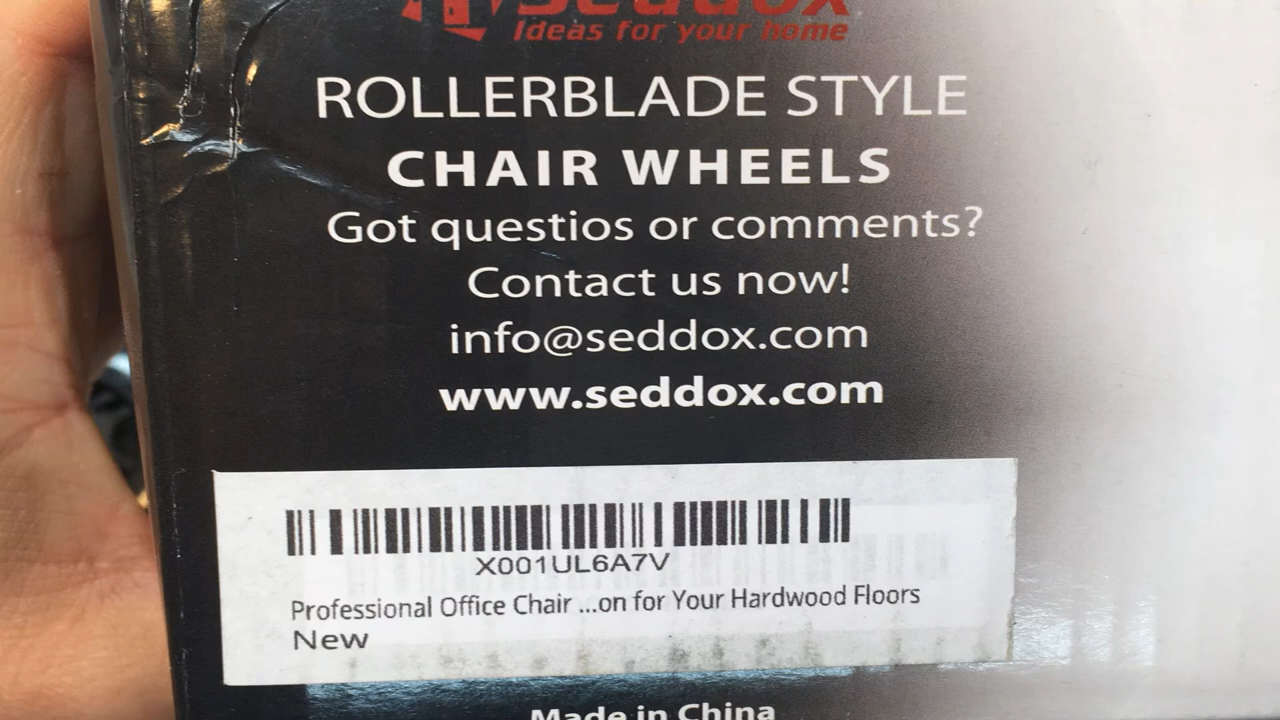 seddox
Ideas for your home
ROLLERBLADE STYLE
CHAIR WHEELS
Got questios or comments?
Contact us now!
info@seddox.com
www.seddox.com
X001UL6A7V
Professional Office Chair ...on for Your Hardwood Floors
New
Made in China